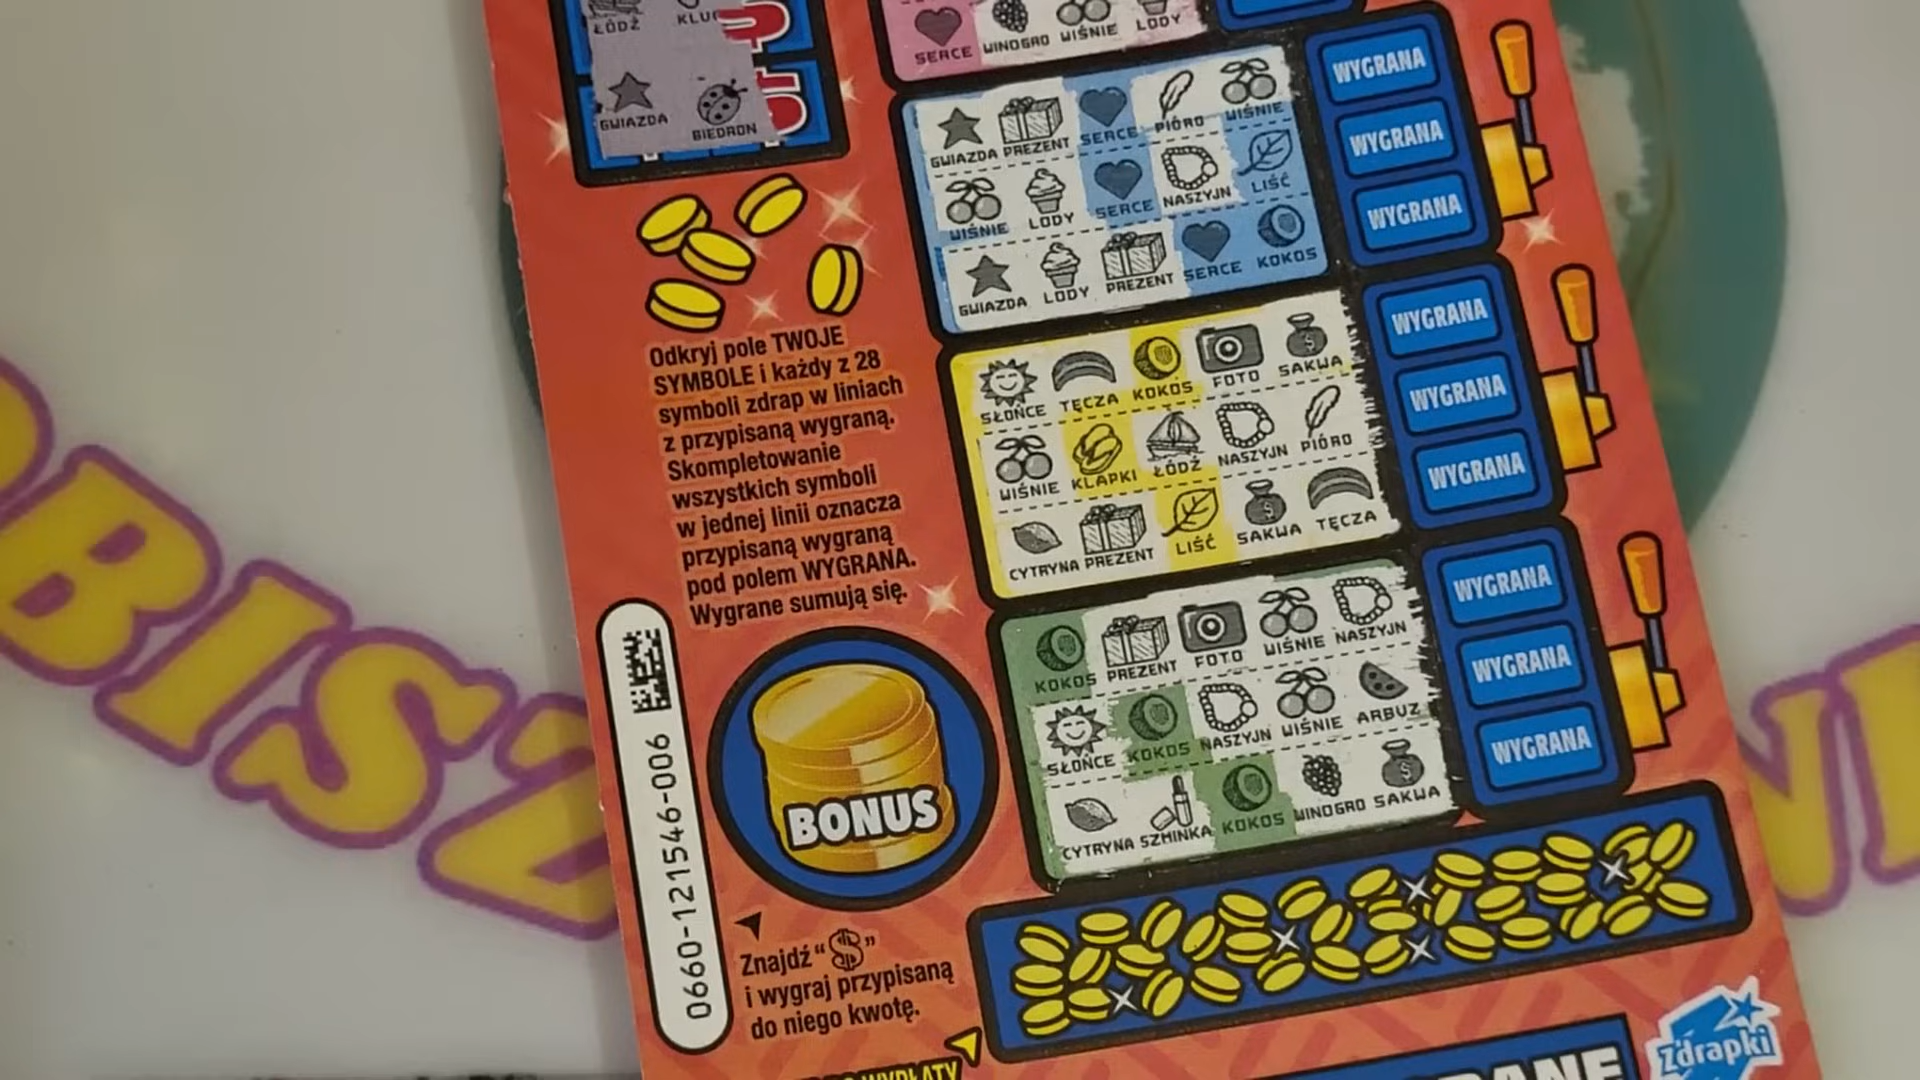 ŁÓDŹ
GWIAZDA BIEDRON
SERCE WINOGRO WIŚNIE LODY
GWIAZDA PREZENT SERCE PIÓRO WIŚNIE
WIŚNIE LODY SERCE NASZYJN LIŚĆ
GWIAZDA LODY PREZENT SERCE KOKOS
WYGRANA
WYGRANA
WYGRANA
SŁOŃCE TĘCZA KOKOS FOTO SAKWA
WIŚNIE KLAPKI ŁÓDŹ NASZYJN PIÓRO
CYTRYNA PREZENT LIŚĆ SAKWA TĘCZA
WYGRANA
WYGRANA
WYGRANA
KOKOS PREZENT FOTO WIŚNIE NASZYJN
SŁOŃCE KOKOS NASZYJN WIŚNIE ARBUZ
CYTRYNA SZMINKA KOKOS WINOGRO SAKWA
WYGRANA
WYGRANA
WYGRANA
Odkryj pole TWOJE
SYMBOLE i każdy z 28
symboli zdrap w liniach
z przypisaną wygraną.
Skompletowanie
wszystkich symboli
w jednej linii oznacza
przypisaną wygraną
pod polem WYGRANA.
Wygrane sumują się.
0660-121546-006
BONUS
Znajdź "$"
i wygraj przypisaną
do niego kwotę.
WYPŁATY
Zdrapki